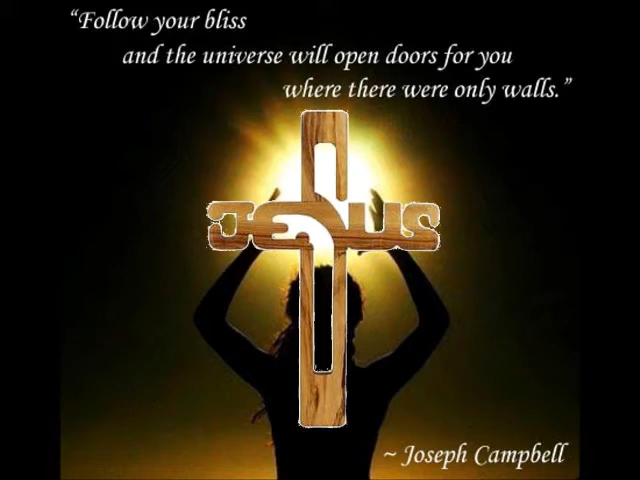 “Follow your bliss
and the universe will open doors for you
where there were only walls.”
JESUS
~ Joseph Campbell